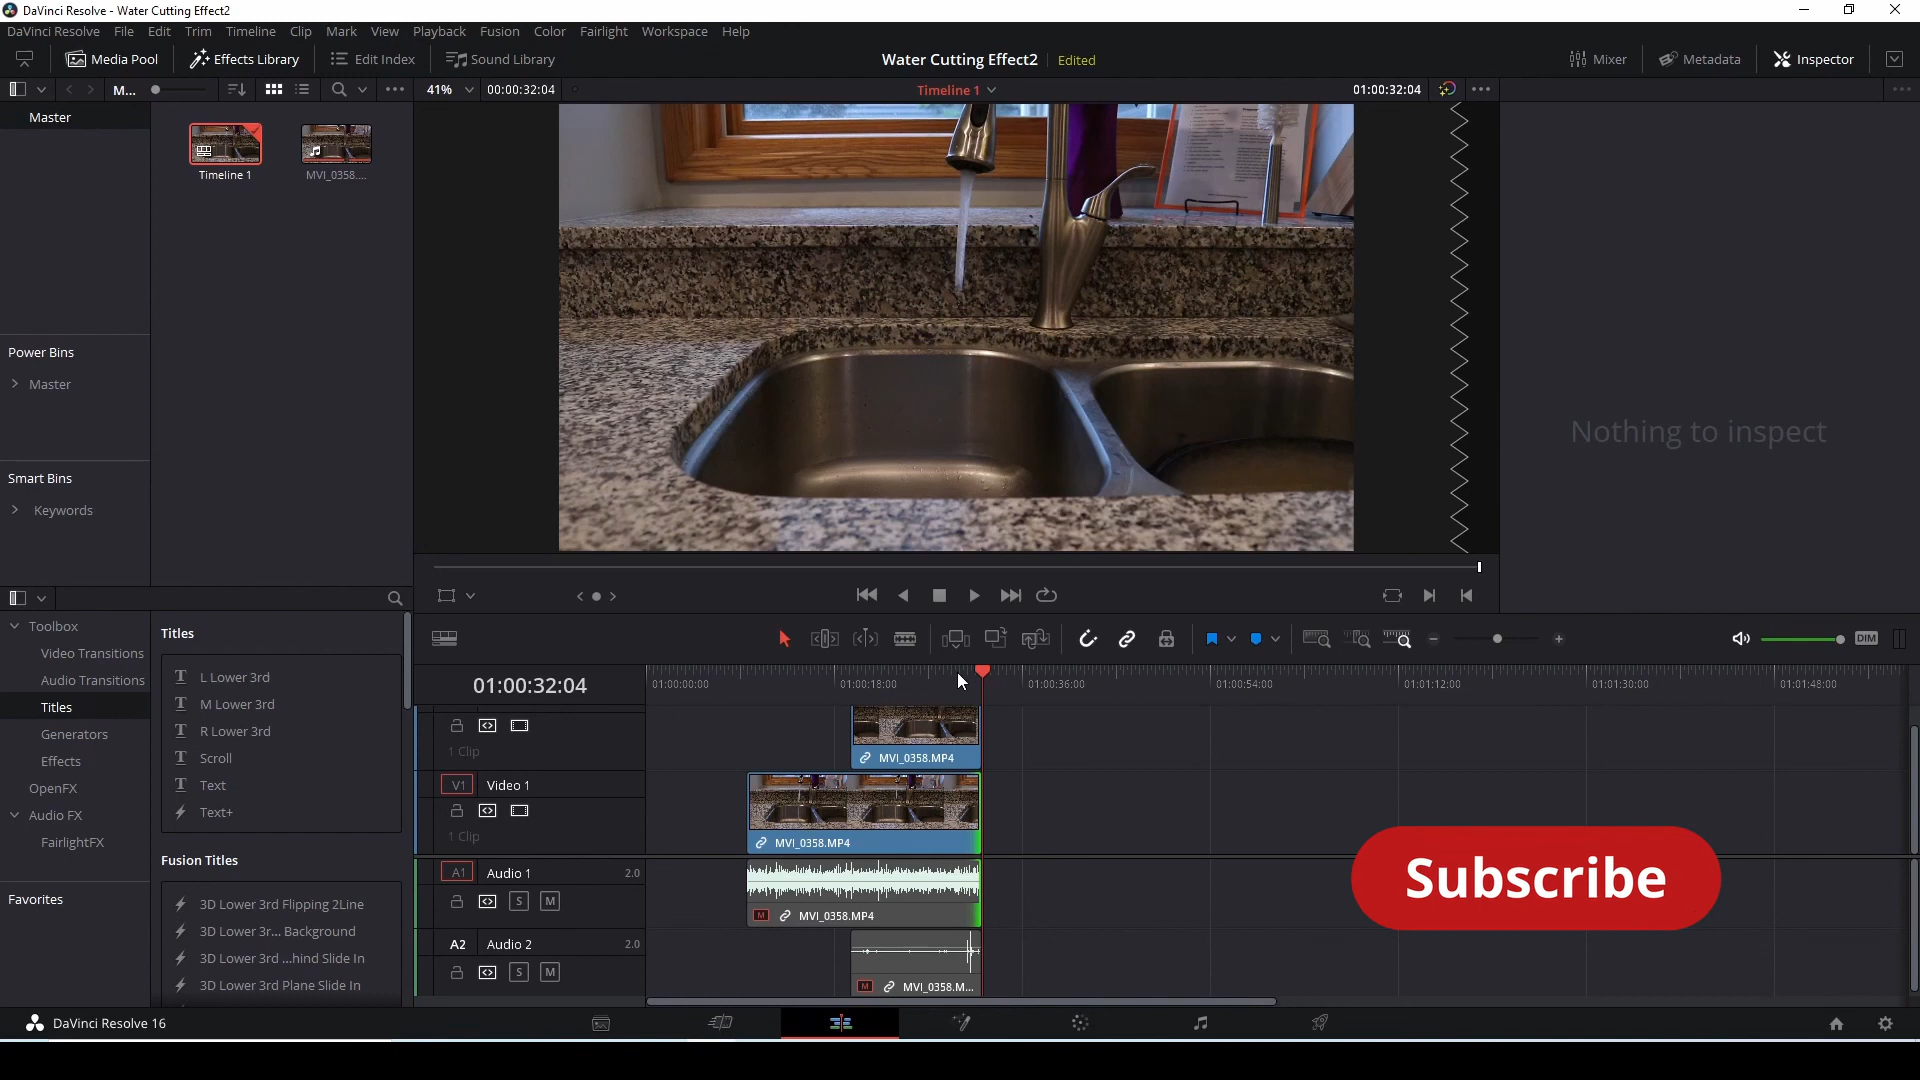 DaVinci Resolve - Water Cutting Effect2
DaVinci Resolve File Edit Trim Timeline Clip Mark View Playback Fusion Color Fairlight Workspace Help
Media Pool Effects Library Edit Index Sound Library Water Cutting Effect2 Edited Mixer Metadata Inspector
M... 41% 00:00:32:04 Timeline 1 01:00:32:04
Master
Timeline 1 MVI_0358....
Power Bins
Master
Smart Bins
Keywords
Nothing to inspect
Toolbox
Video Transitions
Audio Transitions
Titles
Generators
Effects
OpenFX
Audio FX
FairlightFX
Favorites
Titles
L Lower 3rd
M Lower 3rd
R Lower 3rd
Scroll
Text
Text+
Fusion Titles
3D Lower 3rd Flipping 2Line
3D Lower 3r... Background
3D Lower 3rd ...hind Slide In
3D Lower 3rd Plane Slide In
DIM
01:00:32:04
01:00:00:00 01:00:18:00 01:00:36:00 01:00:54:00 01:01:12:00 01:01:30:00 01:01:48:00
1 Clip
MVI_0358.MP4
V1 Video 1
1 Clip
MVI_0358.MP4
A1 Audio 1 2.0
S M
M MVI_0358.MP4
A2 Audio 2 2.0
S M
M MVI_0358.M...
Subscribe
DaVinci Resolve 16